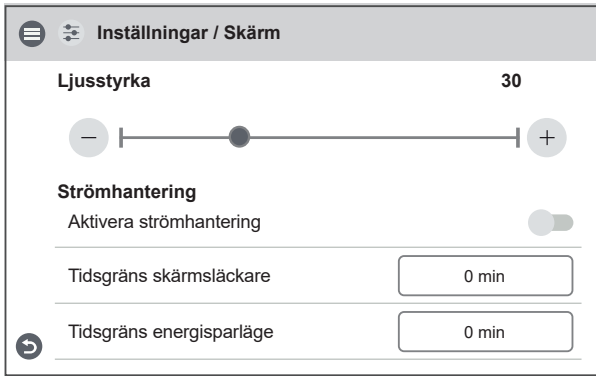 Inställningar / Skärm
Ljusstyrka 30
Strömhantering
Aktivera strömhantering
Tidsgräns skärmsläckare 0 min
Tidsgräns energisparläge 0 min